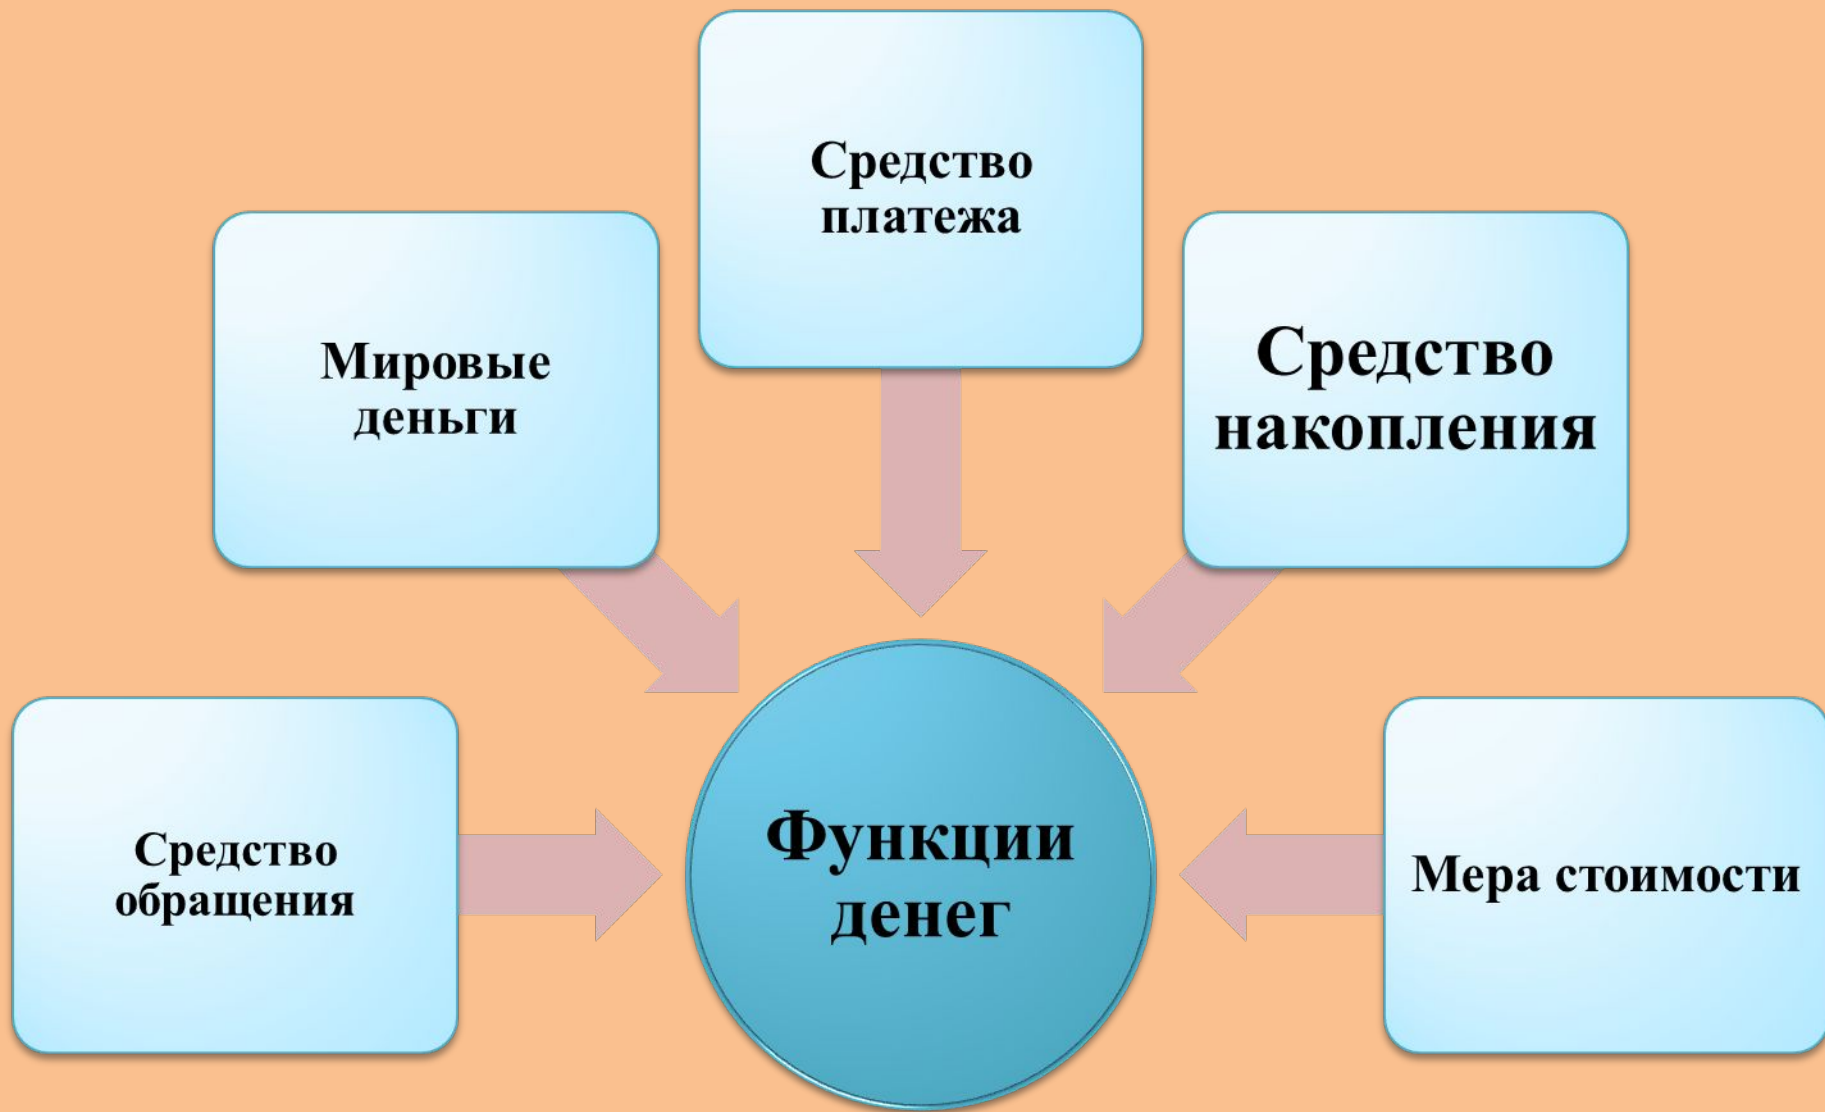 Средство
платежа
Мировые
деньги
Средство
накопления
Средство
обращения
Функции
денег
Мера стоимости